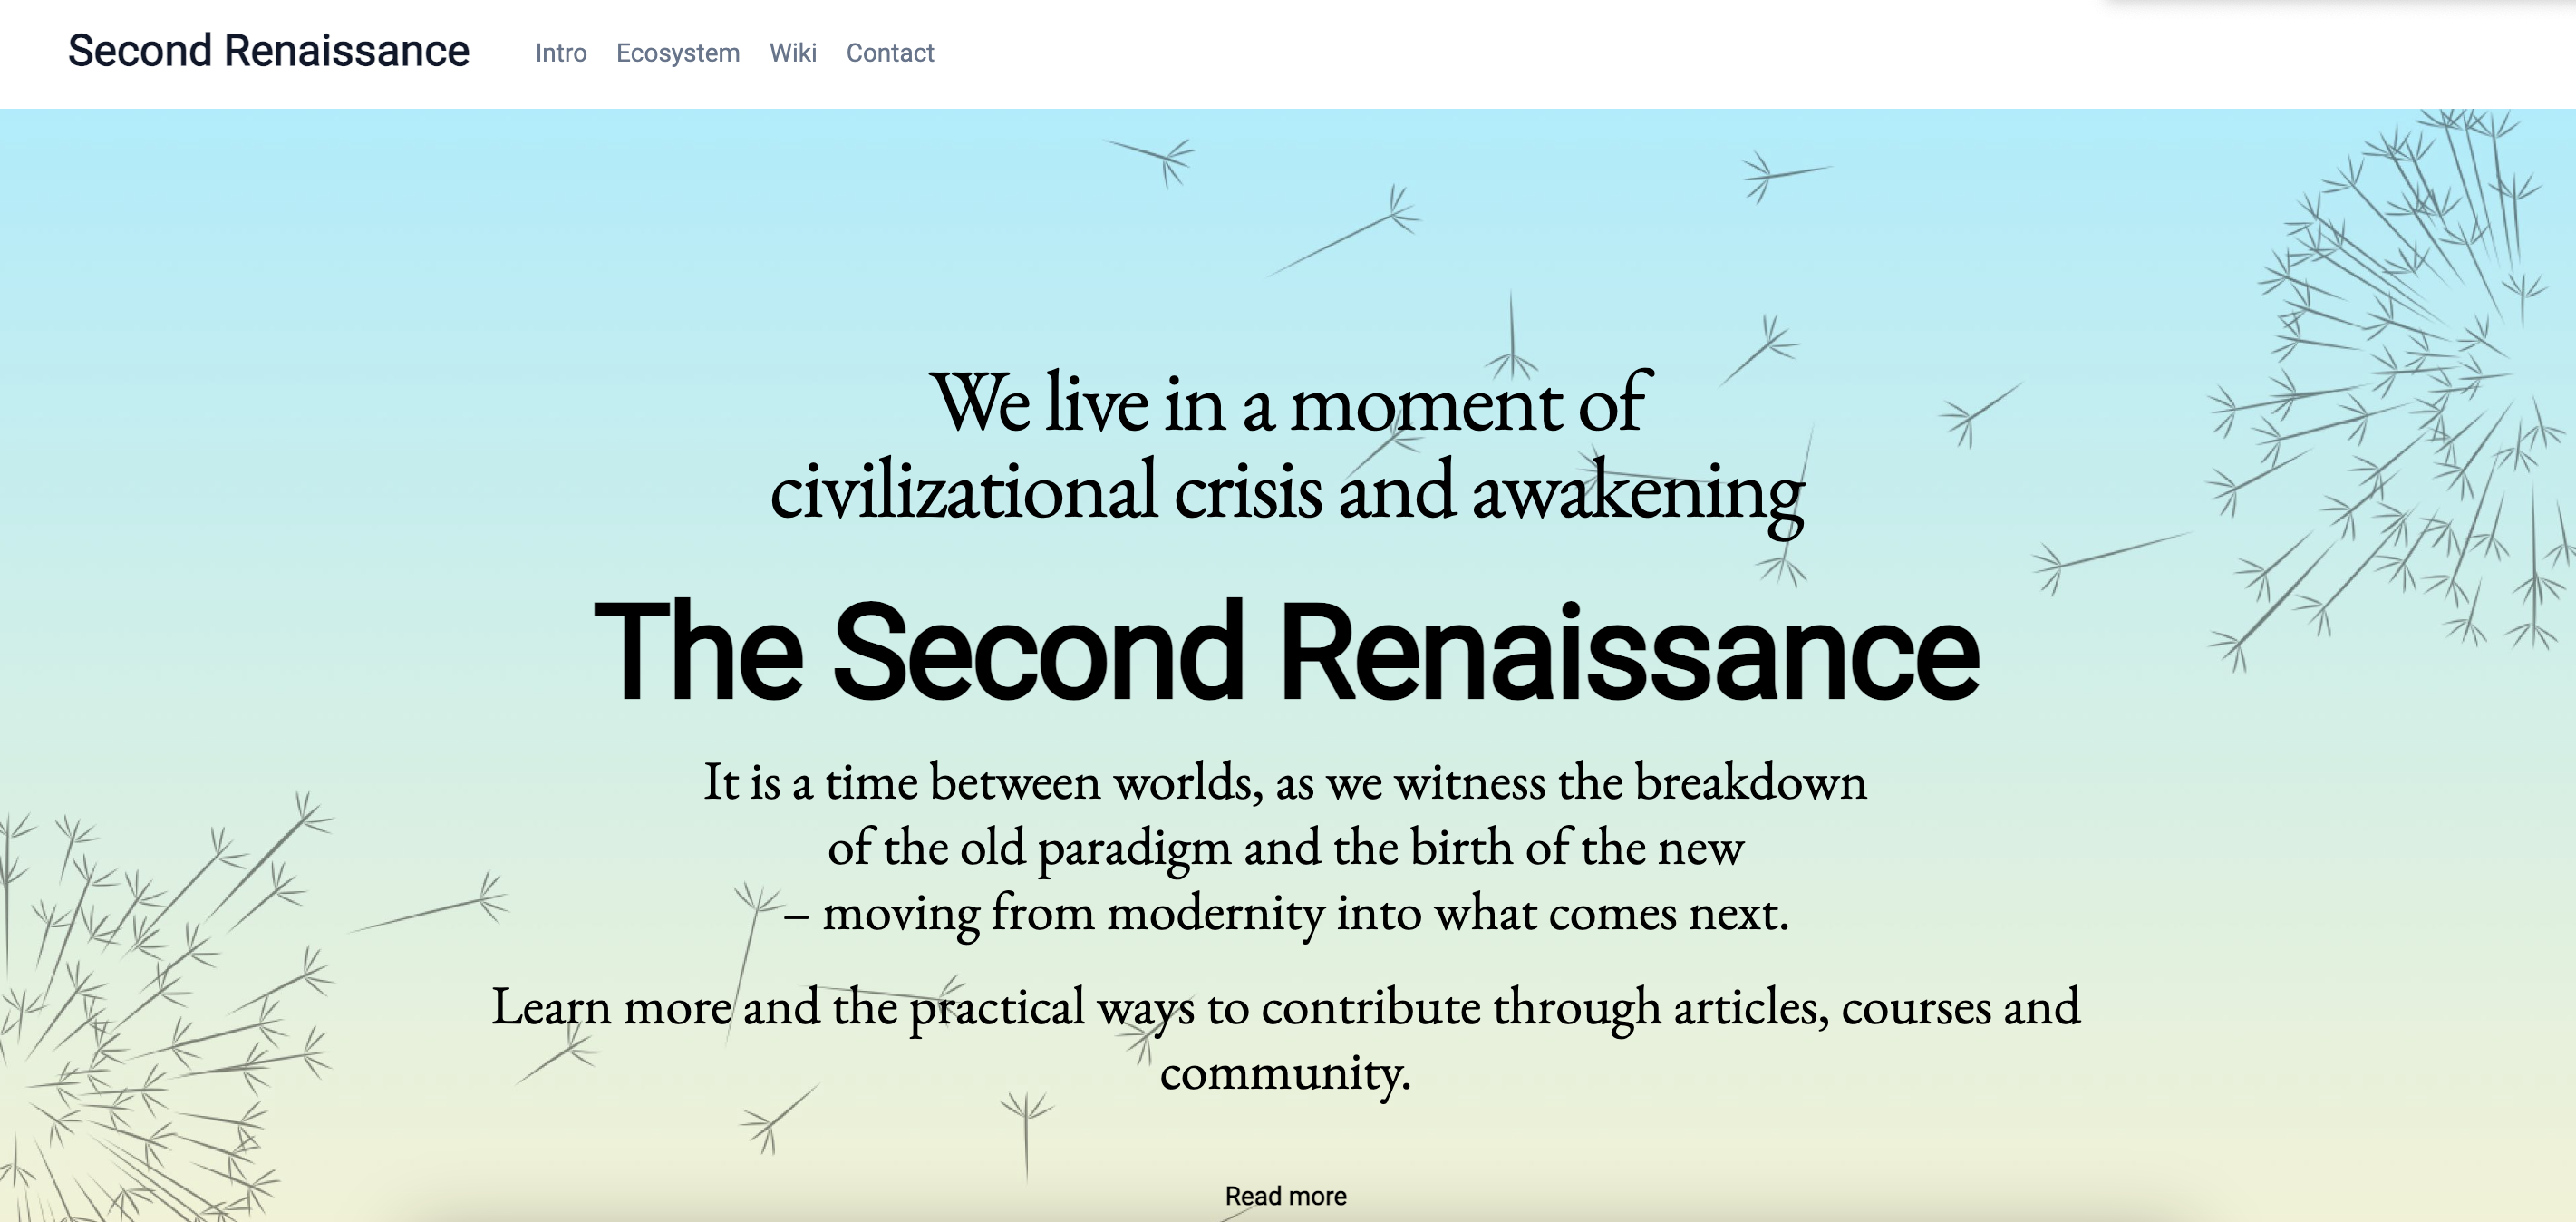 Second Renaissance
Intro Ecosystem Wiki Contact
We live in a moment of
civilizational crisis and awakening
The Second Renaissance
It is a time between worlds, as we witness the breakdown
of the old paradigm and the birth of the new
– moving from modernity into what comes next.
Learn more and the practical ways to contribute through articles, courses and
community.
Read more